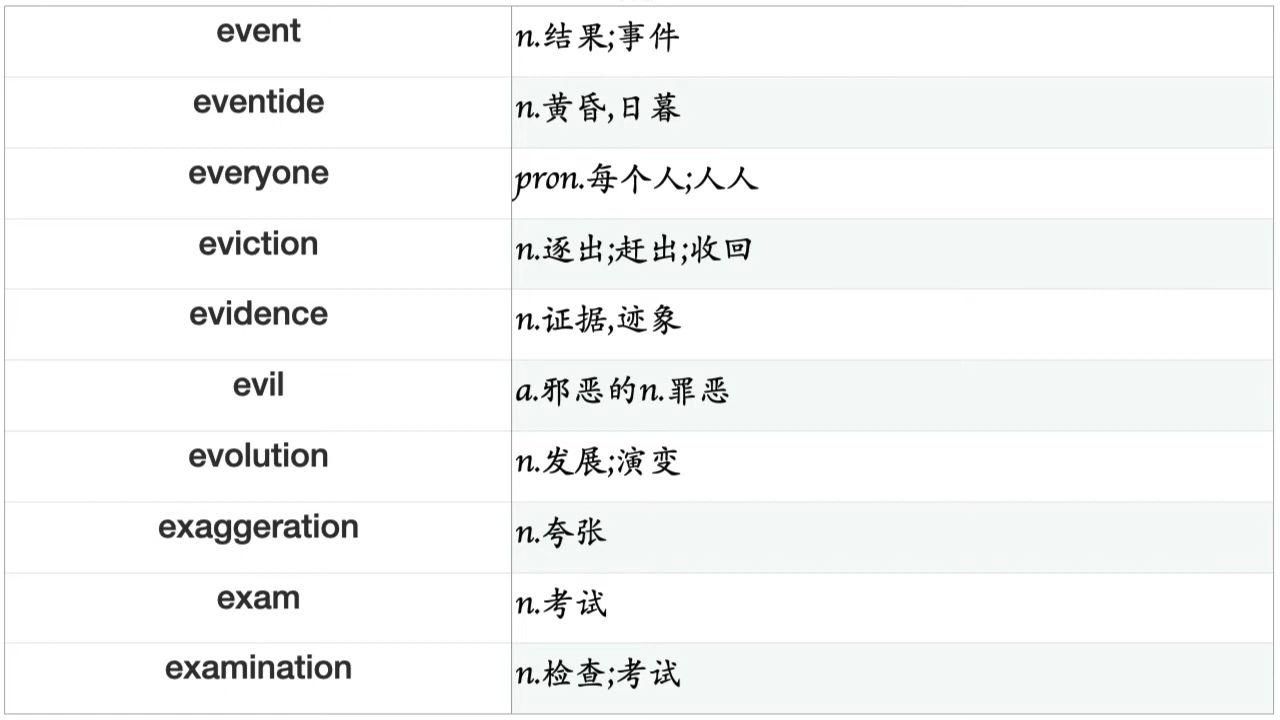 event n.结果;事件
eventide n.黄昏,日暮
everyone pron.每个人;人人
eviction n.逐出;赶出;收回
evidence n.证据,迹象
evil a.邪恶的n.罪恶
evolution n.发展;演变
exaggeration n.夸张
exam n.考试
examination n.检查;考试